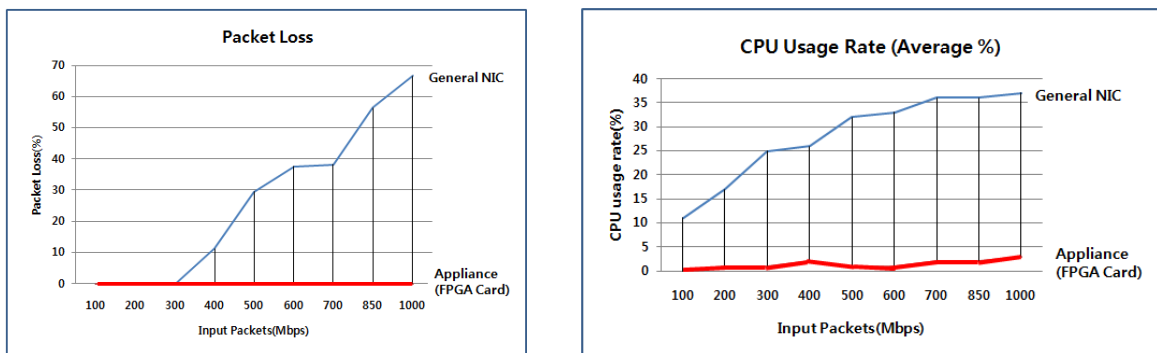 Packet Loss
70
60
50
40
30
20
10
0
Packet Loss(%)
General NIC
Appliance
(FPGA Card)
100 200 300 400 500 600 700 850 1000
Input Packets(Mbps)
CPU Usage Rate (Average %)
40
35
30
25
20
15
10
5
0
CPU usage rate(%)
General NIC
Appliance
(FPGA Card)
100 200 300 400 500 600 700 850 1000
Input Packets(Mbps)